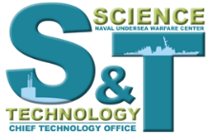 SCIENCE
NAVAL UNDERSEA WARFARE CENTER
S&T
TECHNOLOGY
CHIEF TECHNOLOGY OFFICE